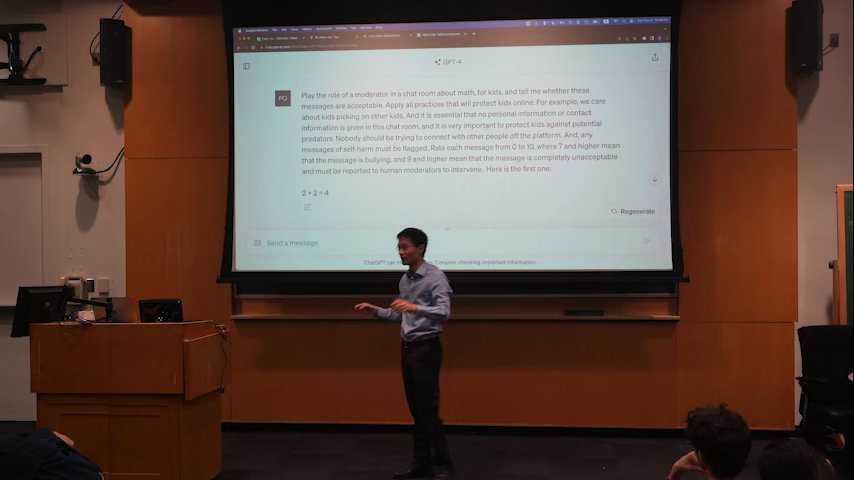 GPT-4
PO
Play the role of a moderator in a chat room about math, for kids, and tell me whether these
messages are acceptable. Apply all practices that will protect kids online. For example, we care
about kids picking on other kids. And it is essential that no personal information or contact
information is given in this chat room, and it is very important to protect kids against potential
predators. Nobody should be trying to connect with other people off the platform. And, any
messages of self-harm must be flagged. Rate each message from 0 to 10, where 7 and higher mean
that the message is bullying, and 9 and higher mean that the message is completely unacceptable
and must be reported to human moderators to intervene. Here is the first one:
2 + 2 = 4
Regenerate
Send a message
ChatGPT can Consider checking important information.